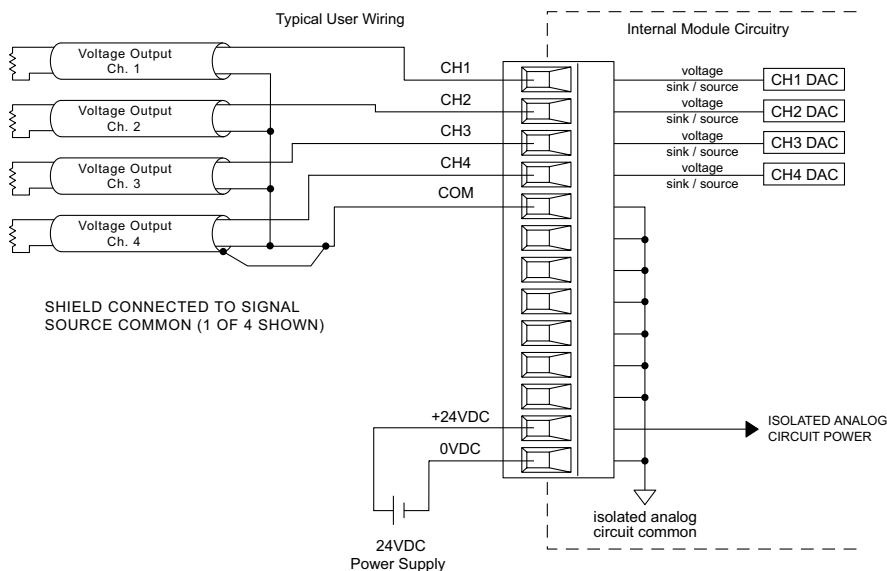 Typical User Wiring
Internal Module Circuitry
Voltage Output
Ch. 1
Voltage Output
Ch. 2
Voltage Output
Ch. 3
Voltage Output
Ch. 4
CH1
CH2
CH3
CH4
COM
voltage
sink / source
CH1 DAC
voltage
sink / source
CH2 DAC
voltage
sink / source
CH3 DAC
voltage
sink / source
CH4 DAC
SHIELD CONNECTED TO SIGNAL
SOURCE COMMON (1 OF 4 SHOWN)
+24VDC
0VDC
ISOLATED ANALOG
CIRCUIT POWER
isolated analog
circuit common
24VDC
Power Supply